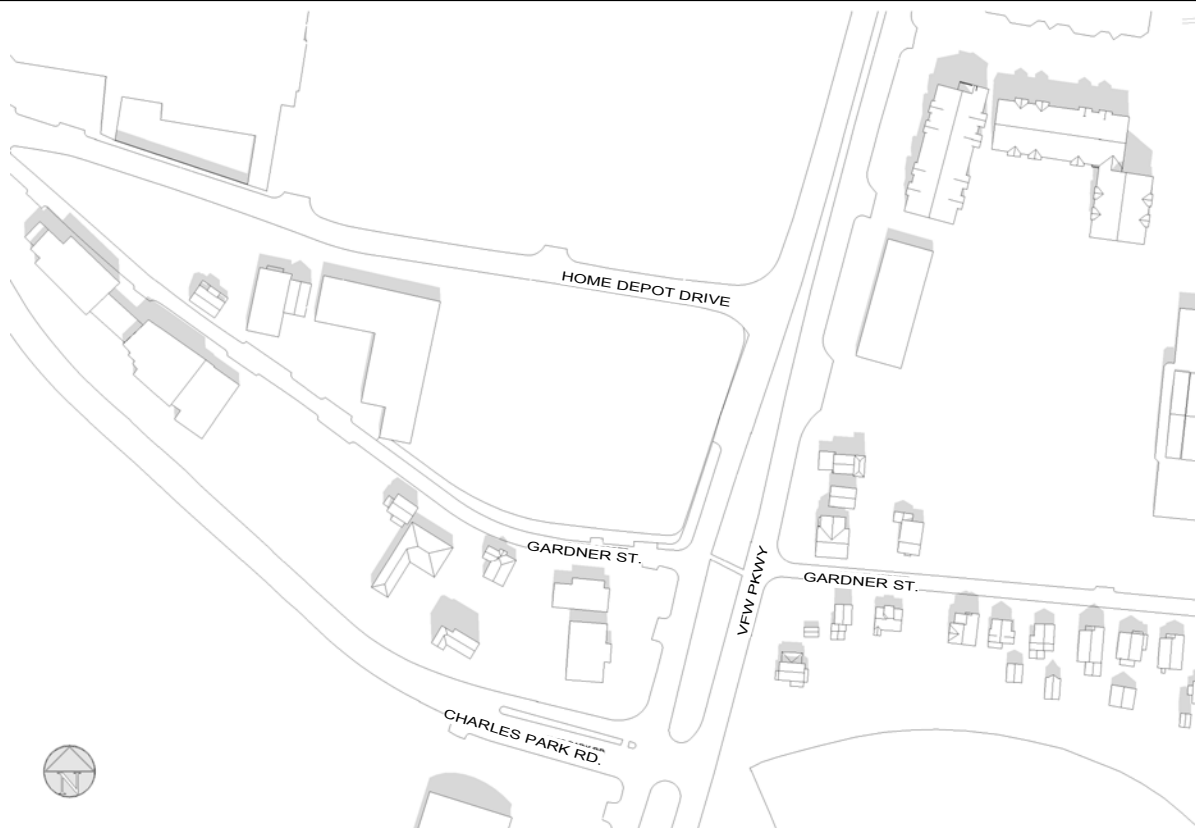 HOME DEPOT DRIVE
GARDNER ST.
VFW PKWY
GARDNER ST.
CHARLES PARK RD.
N